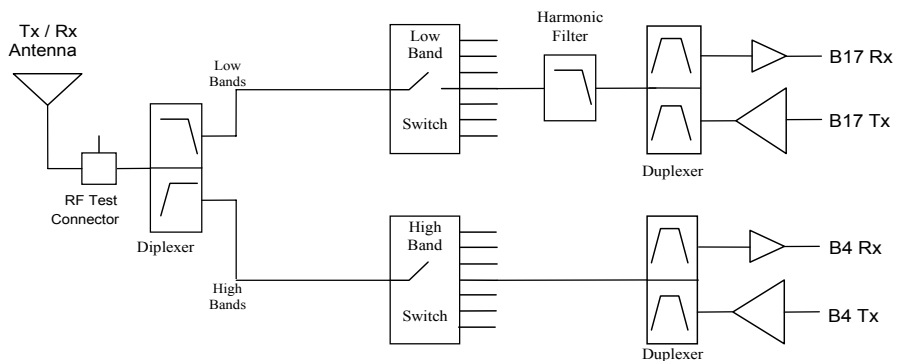 Tx / Rx
Antenna
RF Test
Connector
Diplexer
Low
Bands
High
Bands
Low
Band
Switch
Harmonic
Filter
Duplexer
B17 Rx
B17 Tx
High
Band
Switch
Duplexer
B4 Rx
B4 Tx